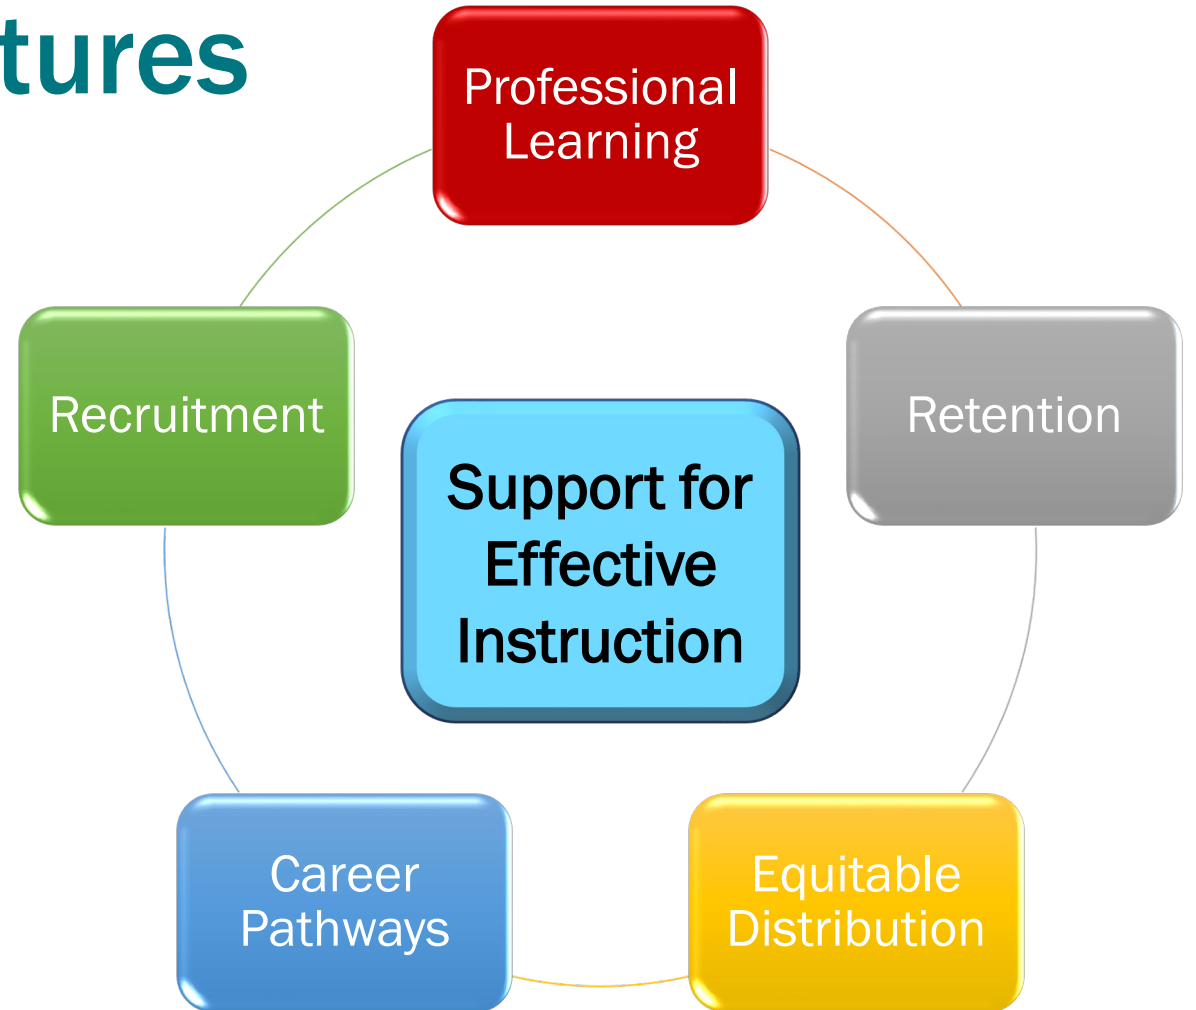 tures
Professional
Learning
Recruitment
Retention
Support for
Effective
Instruction
Career
Pathways
Equitable
Distribution